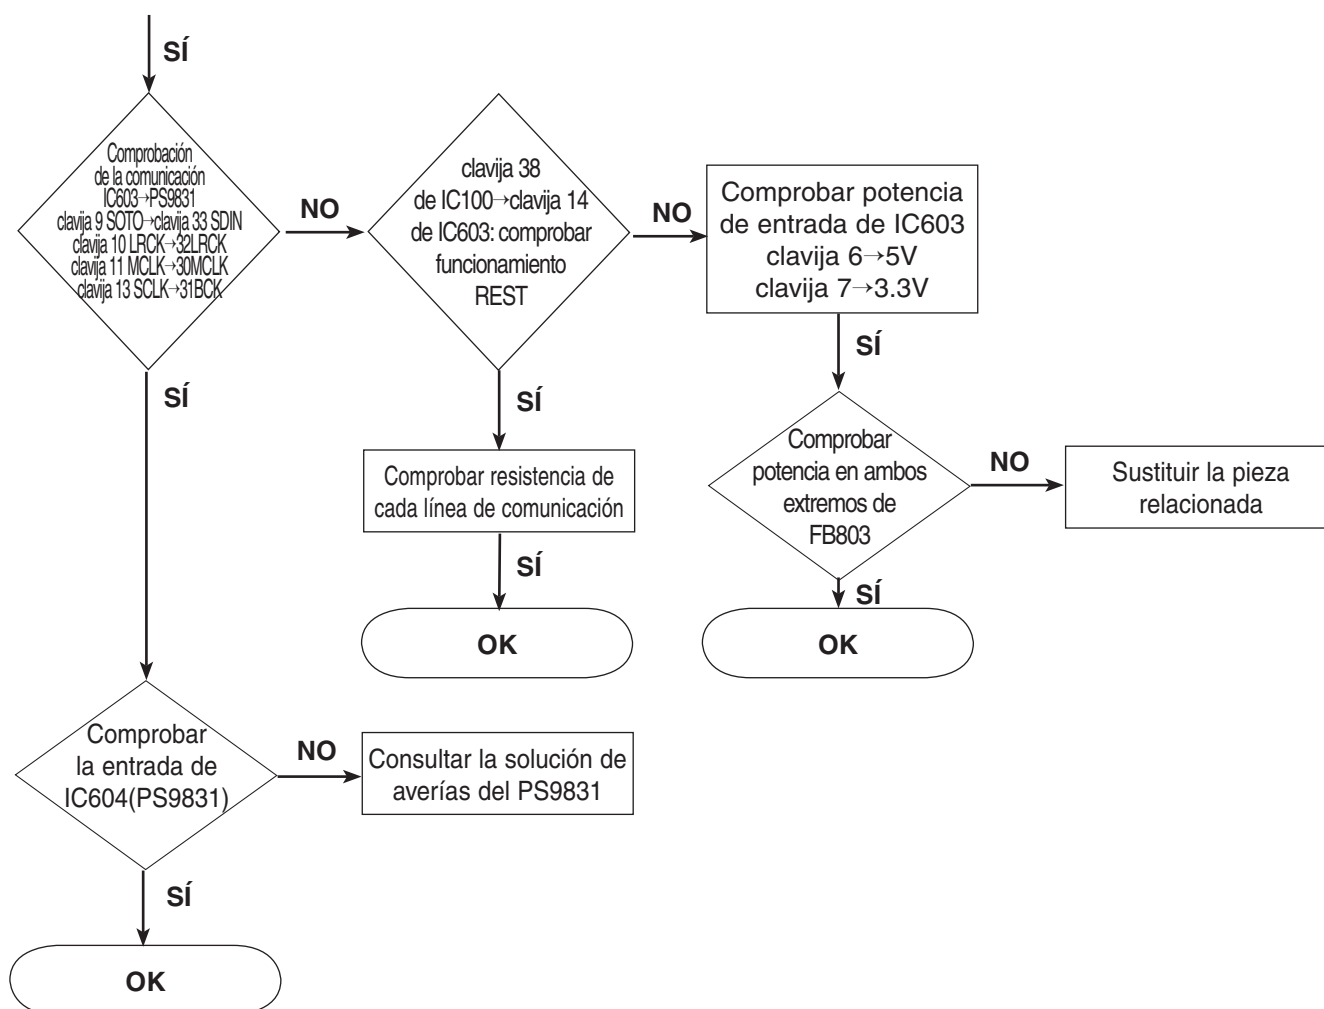 SÍ
Comprobación
de la comunicación
IC603→PS9831
clavija 9 SOTO→clavija 33 SDIN
clavija 10 LRCK→32LRCK
clavija 11 MCLK→30MCLK
clavija 13 SCLK→31BCK
NO
clavija 38
de IC100→clavija 14
de IC603: comprobar
funcionamiento
REST
NO
Comprobar potencia
de entrada de IC603
clavija 6→5V
clavija 7→3.3V
SÍ
SÍ
SÍ
Comprobar resistencia de
cada línea de comunicación
Comprobar
potencia en ambos
extremos de
FB803
NO
Sustituir la pieza
relacionada
SÍ
SÍ
OK
OK
Comprobar
la entrada de
IC604(PS9831)
NO
Consultar la solución de
averías del PS9831
SÍ
OK